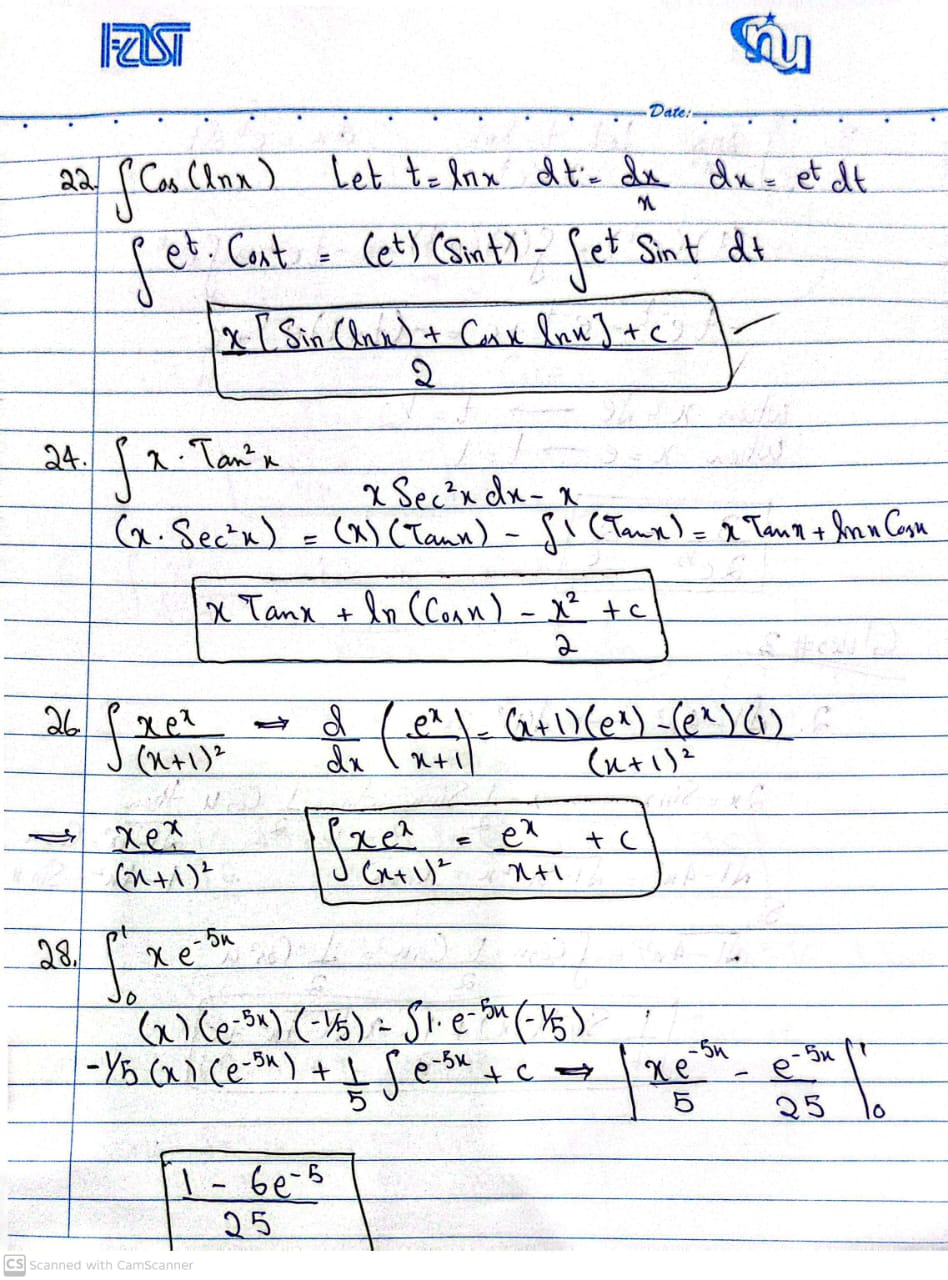 FAST nu
Date:
22. ∫ Cos (lnx) Let t = lnx dt = dx/x dx = e^t dt
∫ e^t. Cost = (e^t) (Sint) - ∫ e^t Sint dt
x [Sin (lnx) + Cosx lnx] + c / 2
24. ∫ x · Tan²x
x Sec²x dx - x
(x. Sec²x) = (x) (Tanx) - ∫ 1 (Tanx) = x Tanx + lnx Cosx
x Tanx + ln (Cosx) - x²/2 + c
26 ∫ xe^x/(x+1)² ⇒ d/dx (e^x/x+1) = (x+1)(e^x) - (e^x)(1)/(x+1)²
⇒ xe^x/(x+1)² ∫ xe^x/(x+1)² = e^x/x+1 + c
28. ∫₀¹ x e^-5x
(x) (e^-5x) (-1/5) - ∫ 1. e^-5x (-1/5)
-1/5 (x) (e^-5x) + 1/5 ∫ e^-5x + c ⇒ | xe^-5x/5 - e^-5x/25 |₀¹
1 - 6e^-5 / 25
CS Scanned with CamScanner